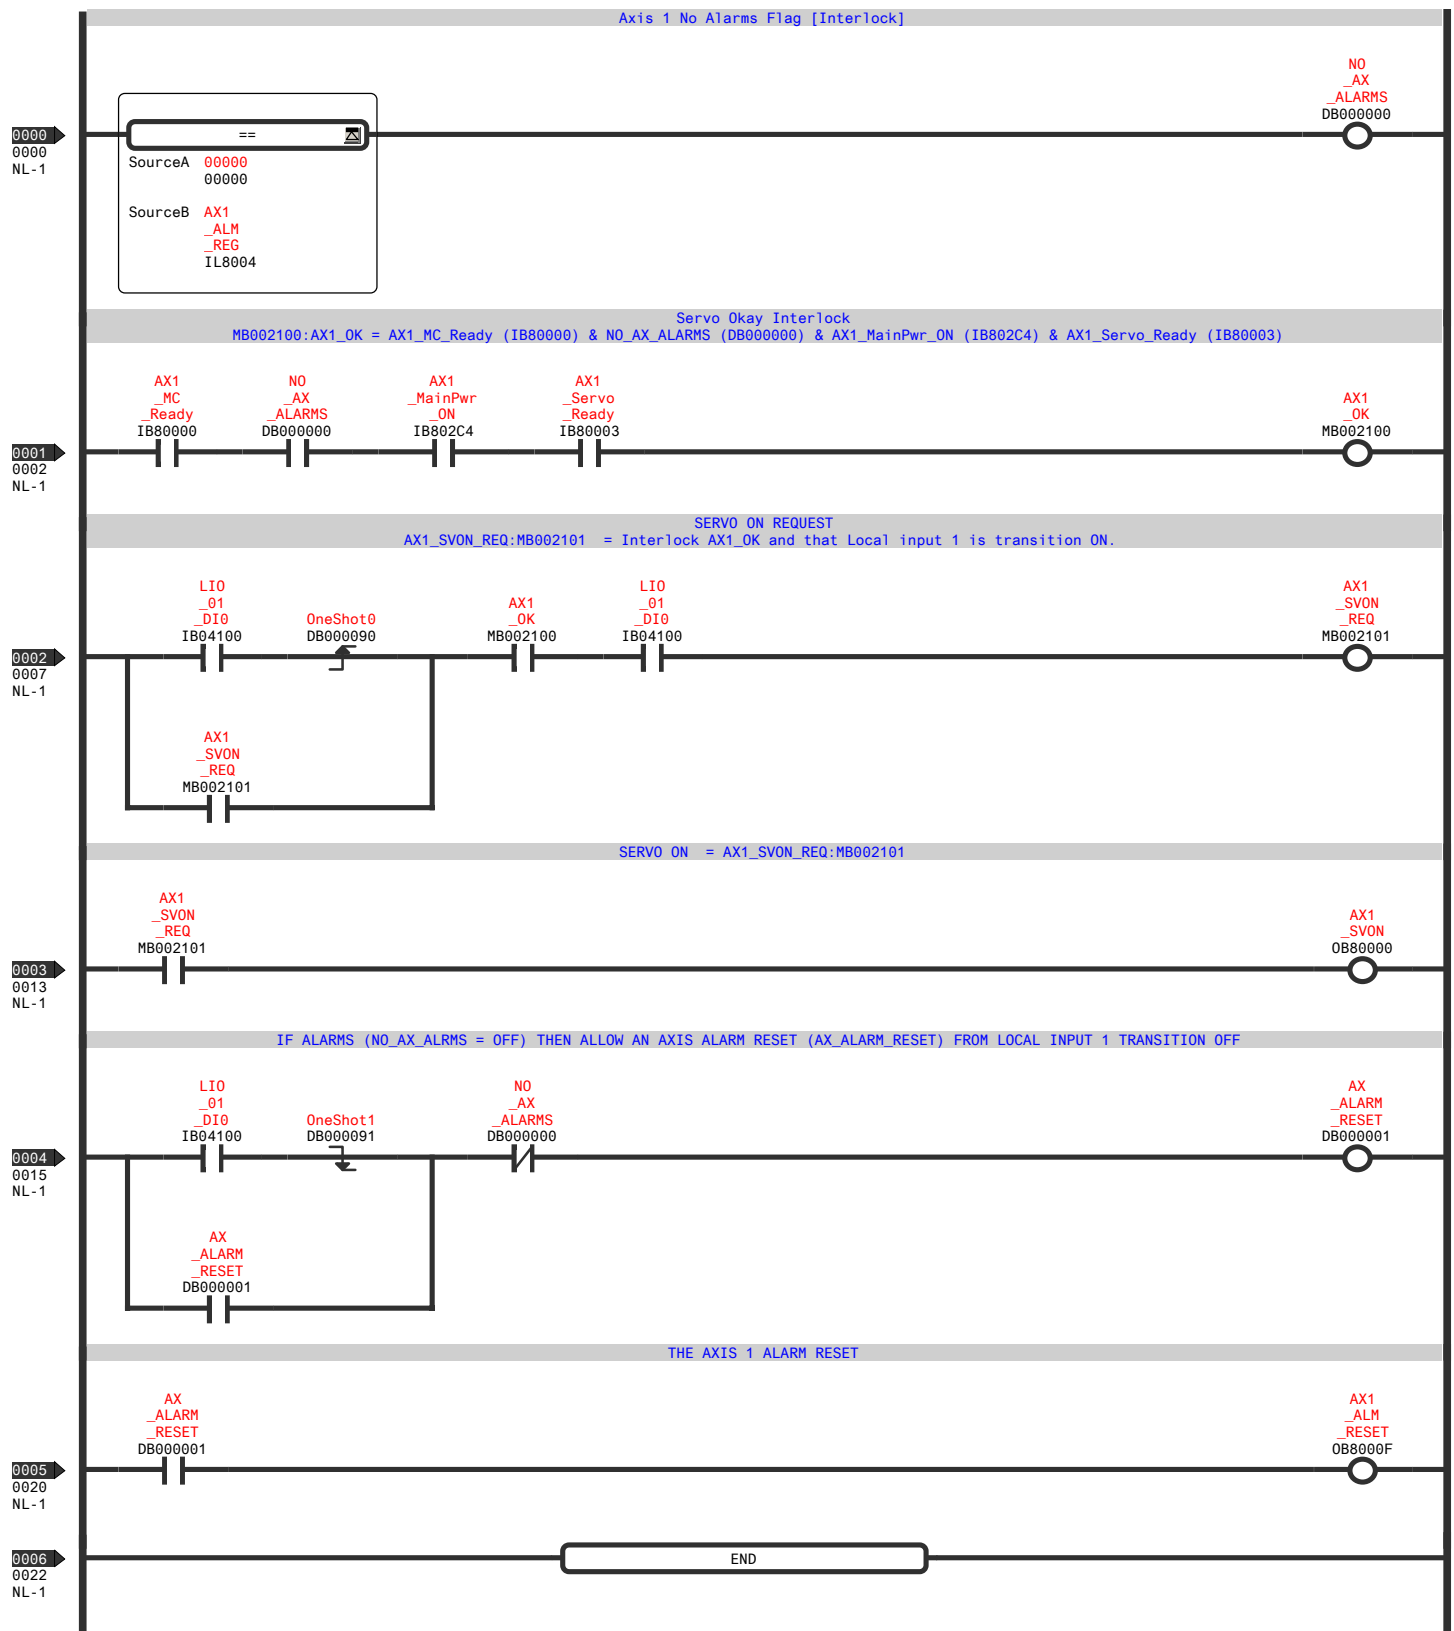 Axis 1 No Alarms Flag [Interlock]
NO
_AX
_ALARMS
DB000000
0000
0000
NL-1
==
SourceA 00000
00000
SourceB AX1
_ALM
_REG
IL8004
Servo Okay Interlock
MB002100:AX1_OK = AX1_MC_Ready (IB80000) & NO_AX_ALARMS (DB000000) & AX1_MainPwr_ON (IB802C4) & AX1_Servo_Ready (IB80003)
AX1
_MC
_Ready
IB80000
NO
_AX
_ALARMS
DB000000
AX1
_MainPwr
_ON
IB802C4
AX1
_Servo
_Ready
IB80003
AX1
_OK
MB002100
0001
0002
NL-1
SERVO ON REQUEST
AX1_SVON_REQ:MB002101  = Interlock AX1_OK and that Local input 1 is transition ON.
LIO
_01
_DI0
IB04100
OneShot0
DB000090
AX1
_OK
MB002100
LIO
_01
_DI0
IB04100
AX1
_SVON
_REQ
MB002101
0002
0007
NL-1
AX1
_SVON
_REQ
MB002101
SERVO ON  = AX1_SVON_REQ:MB002101
AX1
_SVON
_REQ
MB002101
AX1
_SVON
OB80000
0003
0013
NL-1
IF ALARMS (NO_AX_ALRMS = OFF) THEN ALLOW AN AXIS ALARM RESET (AX_ALARM_RESET) FROM LOCAL INPUT 1 TRANSITION OFF
LIO
_01
_DI0
IB04100
OneShot1
DB000091
NO
_AX
_ALARMS
DB000000
AX
_ALARM
_RESET
DB000001
0004
0015
NL-1
AX
_ALARM
_RESET
DB000001
THE AXIS 1 ALARM RESET
AX
_ALARM
_RESET
DB000001
AX1
_ALM
_RESET
OB8000F
0005
0020
NL-1
0006
0022
NL-1
END